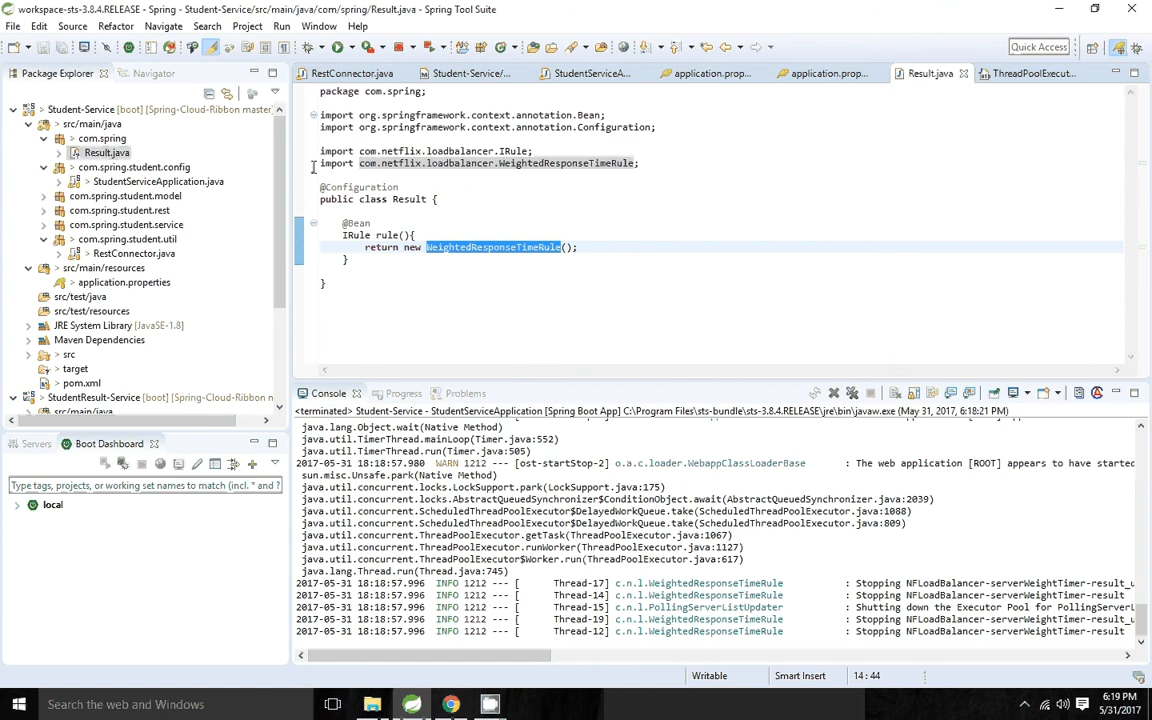 workspace-sts-3.8.4.RELEASE - Spring - Student-Service/src/main/java/com/spring/Result.java - Spring Tool Suite
File Edit Source Refactor Navigate Search Project Run Window Help
Quick Access
Package Explorer Navigator
RestConnector.java Student-Service/... StudentServiceA... application.prop... application.prop... Result.java ThreadPoolExecut...
> Student-Service [boot] [Spring-Cloud-Ribbon master]
> src/main/java
> com.spring
Result.java
> com.spring.student.config
> StudentServiceApplication.java
> com.spring.student.model
> com.spring.student.rest
> com.spring.student.service
> com.spring.student.util
> RestConnector.java
> src/main/resources
> application.properties
src/test/java
src/test/resources
JRE System Library [JavaSE-1.8]
Maven Dependencies
> src
> target
> pom.xml
> StudentResult-Service [boot] [Spring-Cloud-Ribbon n
> src/main/java
package com.spring;
import org.springframework.context.annotation.Bean;
import org.springframework.context.annotation.Configuration;
import com.netflix.loadbalancer.IRule;
import com.netflix.loadbalancer.WeightedResponseTimeRule;
@Configuration
public class Result {
@Bean
IRule rule(){
return new WeightedResponseTimeRule();
}
}
Servers Boot Dashboard
Type tags, projects, or working set names to match (incl. * and ?
local
Console Progress Problems
<terminated> Student-Service - StudentServiceApplication [Spring Boot App] C:\Program Files\sts-bundle\sts-3.8.4.RELEASE\jre\bin\javaw.exe (May 31, 2017, 6:18:21 PM)
java.lang.Object.wait(Native Method)
java.util.TimerThread.mainLoop(Timer.java:552)
java.util.TimerThread.run(Timer.java:505)
2017-05-31 18:18:57.980 WARN 1212 --- [ost-startStop-2] o.a.c.loader.WebappClassLoaderBase : The web application [ROOT] appears to have started
sun.misc.Unsafe.park(Native Method)
java.util.concurrent.locks.LockSupport.park(LockSupport.java:175)
java.util.concurrent.locks.AbstractQueuedSynchronizer$ConditionObject.await(AbstractQueuedSynchronizer.java:2039)
java.util.concurrent.ScheduledThreadPoolExecutor$DelayedWorkQueue.take(ScheduledThreadPoolExecutor.java:1088)
java.util.concurrent.ScheduledThreadPoolExecutor$DelayedWorkQueue.take(ScheduledThreadPoolExecutor.java:809)
java.util.concurrent.ThreadPoolExecutor.getTask(ThreadPoolExecutor.java:1067)
java.util.concurrent.ThreadPoolExecutor.runWorker(ThreadPoolExecutor.java:1127)
java.util.concurrent.ThreadPoolExecutor$Worker.run(ThreadPoolExecutor.java:617)
java.lang.Thread.run(Thread.java:745)
2017-05-31 18:18:57.996 INFO 1212 --- [ Thread-17] c.n.l.WeightedResponseTimeRule : Stopping NFLoadBalancer-serverWeightTimer-result_u
2017-05-31 18:18:57.996 INFO 1212 --- [ Thread-14] c.n.l.WeightedResponseTimeRule : Stopping NFLoadBalancer-serverWeightTimer-result
2017-05-31 18:18:57.996 INFO 1212 --- [ Thread-15] c.n.l.PollingServerListUpdater : Shutting down the Executor Pool for PollingServerL
2017-05-31 18:18:57.996 INFO 1212 --- [ Thread-19] c.n.l.WeightedResponseTimeRule : Stopping NFLoadBalancer-serverWeightTimer-result_u
2017-05-31 18:18:57.996 INFO 1212 --- [ Thread-12] c.n.l.WeightedResponseTimeRule : Stopping NFLoadBalancer-serverWeightTimer-result
Writable Smart Insert 14 : 44
Search the web and Windows
6:19 PM
5/31/2017